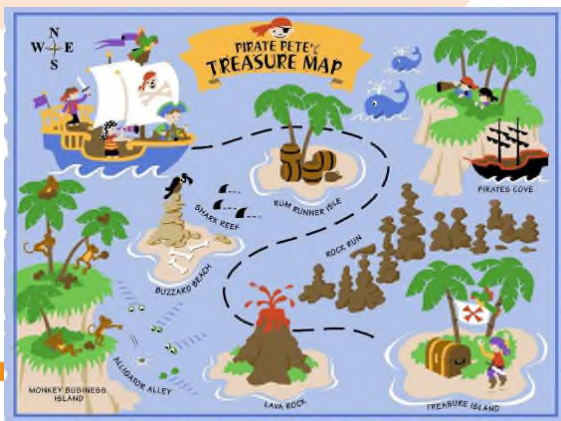 N
W E
S
PIRATE PETE'S
TREASURE MAP
PIRATES COVE
RUM RUNNER ISLE
SHARK REEF
ROCK RUN
BUZZARD BEACH
ALLIGATOR ALLEY
MONKEY BUSINESS
ISLAND
LAVA ROCK
TREASURE ISLAND